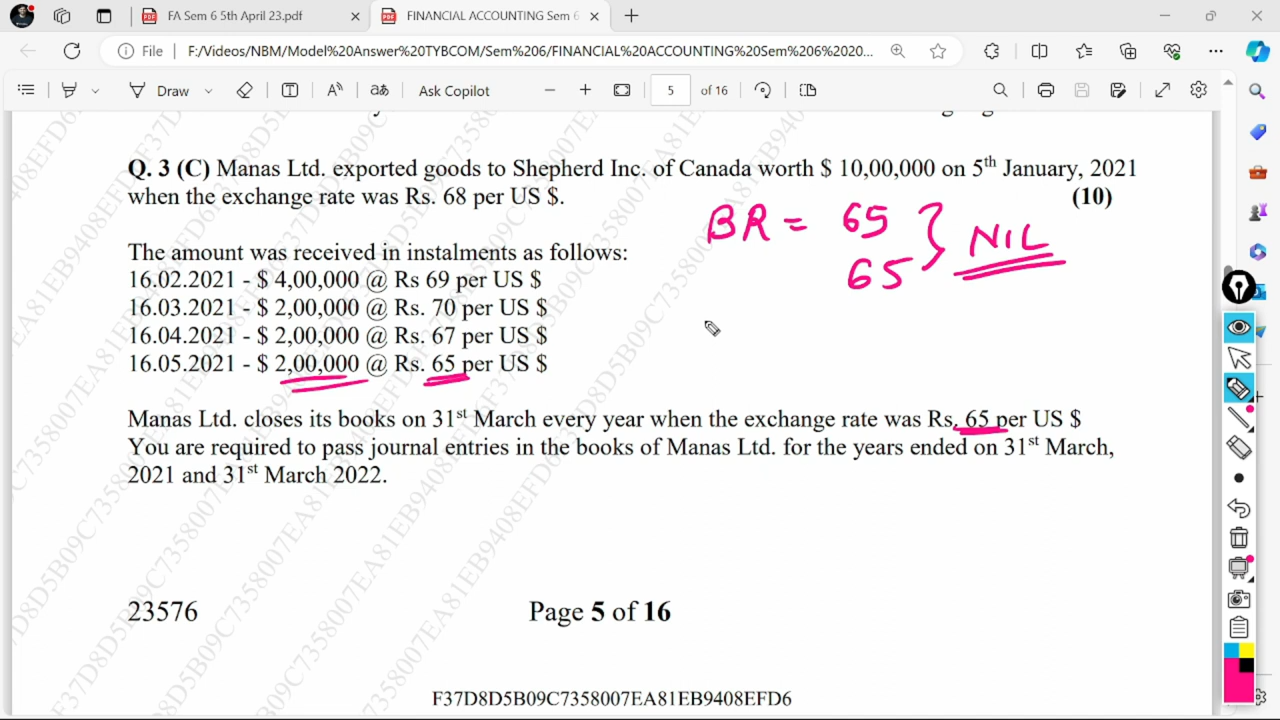 FA Sem 6 5th April 23.pdf
FINANCIAL ACCOUNTING Sem 6
File
F:/Videos/NBM/Model%20Answer%20TYBCOM/Sem%206/FINANCIAL%20ACCOUNTING%20Sem%206%2020...
Draw
Ask Copilot
5
of 16
Q. 3 (C) Manas Ltd. exported goods to Shepherd Inc. of Canada worth $ 10,00,000 on 5th January, 2021
when the exchange rate was Rs. 68 per US $.
(10)
BR = 65
65
NIL
The amount was received in instalments as follows:
16.02.2021 - $ 4,00,000 @ Rs 69 per US $
16.03.2021 - $ 2,00,000 @ Rs. 70 per US $
16.04.2021 - $ 2,00,000 @ Rs. 67 per US $
16.05.2021 - $ 2,00,000 @ Rs. 65 per US $
Manas Ltd. closes its books on 31st March every year when the exchange rate was Rs. 65 per US $
You are required to pass journal entries in the books of Manas Ltd. for the years ended on 31st March,
2021 and 31st March 2022.
23576
Page 5 of 16
F37D8D5B09C7358007EA81EB9408EFD6